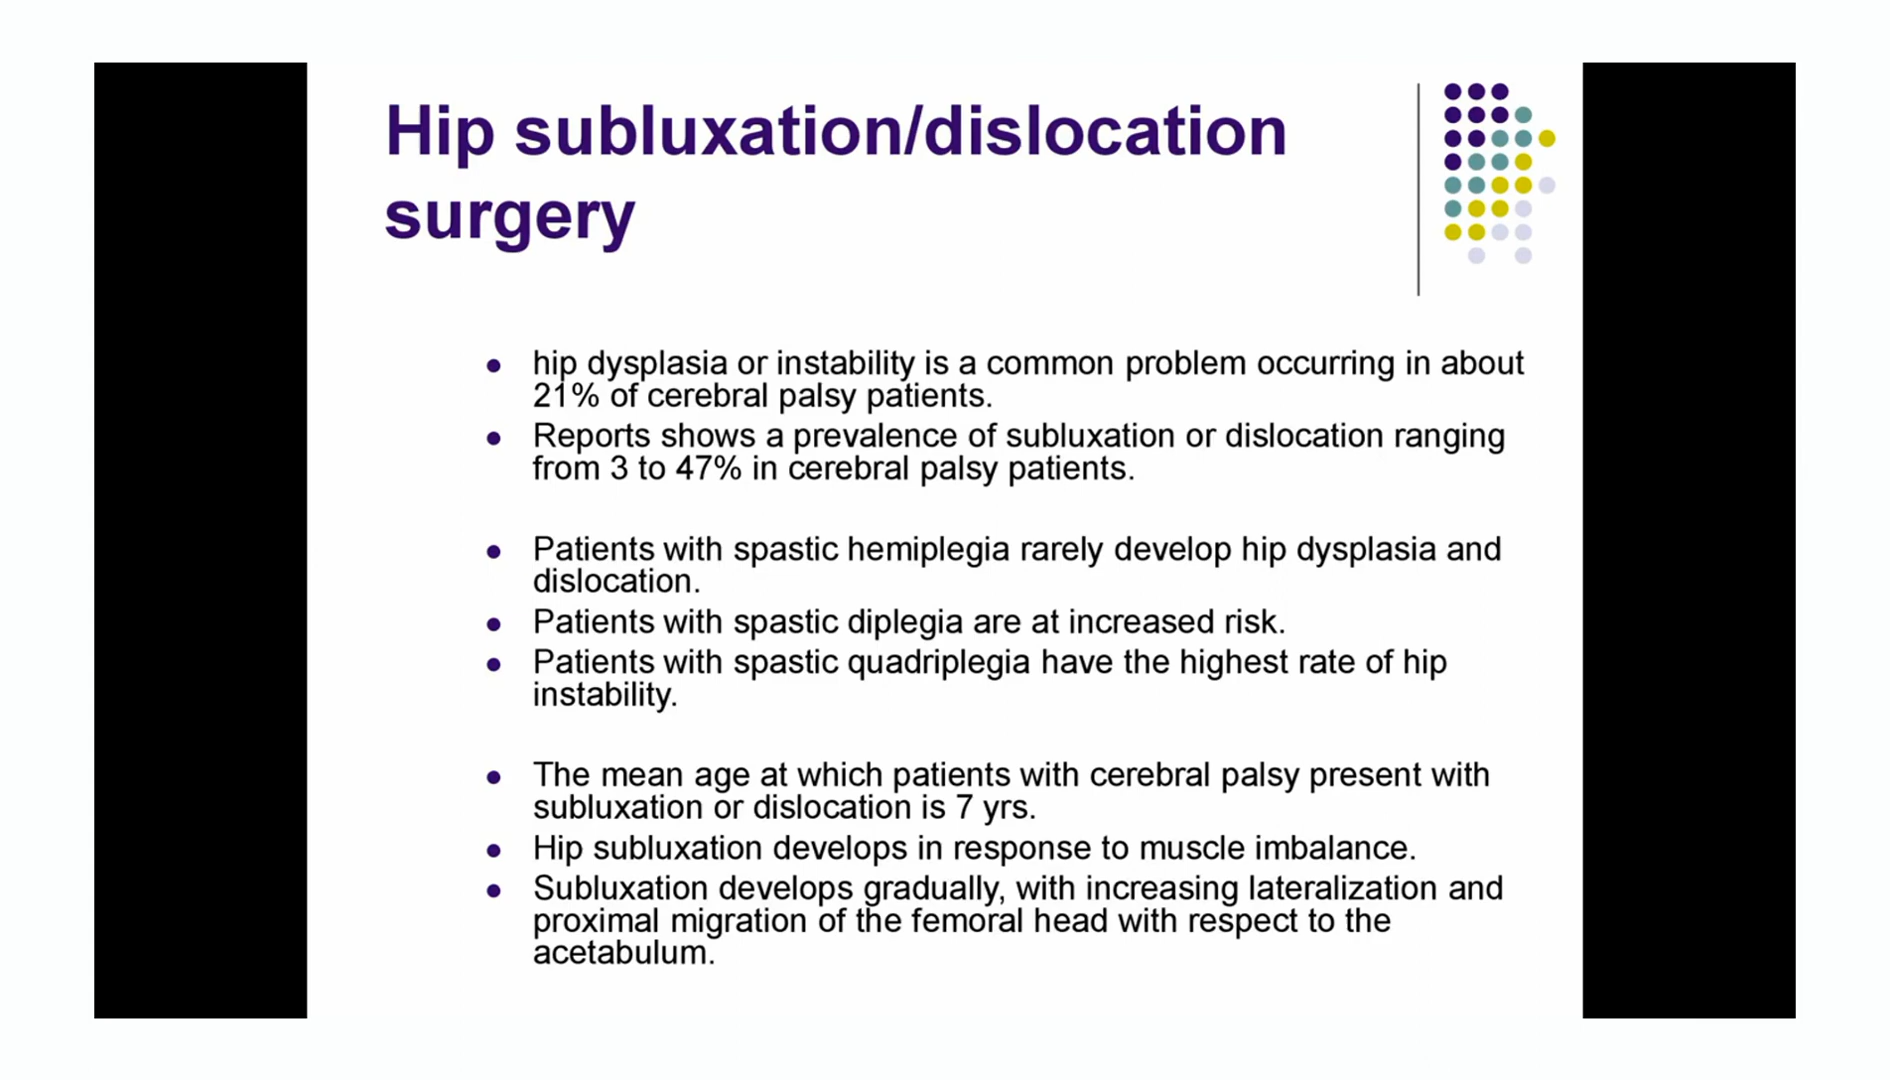 Hip subluxation/dislocation
surgery
● hip dysplasia or instability is a common problem occurring in about
21% of cerebral palsy patients.
● Reports shows a prevalence of subluxation or dislocation ranging
from 3 to 47% in cerebral palsy patients.
● Patients with spastic hemiplegia rarely develop hip dysplasia and
dislocation.
● Patients with spastic diplegia are at increased risk.
● Patients with spastic quadriplegia have the highest rate of hip
instability.
● The mean age at which patients with cerebral palsy present with
subluxation or dislocation is 7 yrs.
● Hip subluxation develops in response to muscle imbalance.
● Subluxation develops gradually, with increasing lateralization and
proximal migration of the femoral head with respect to the
acetabulum.